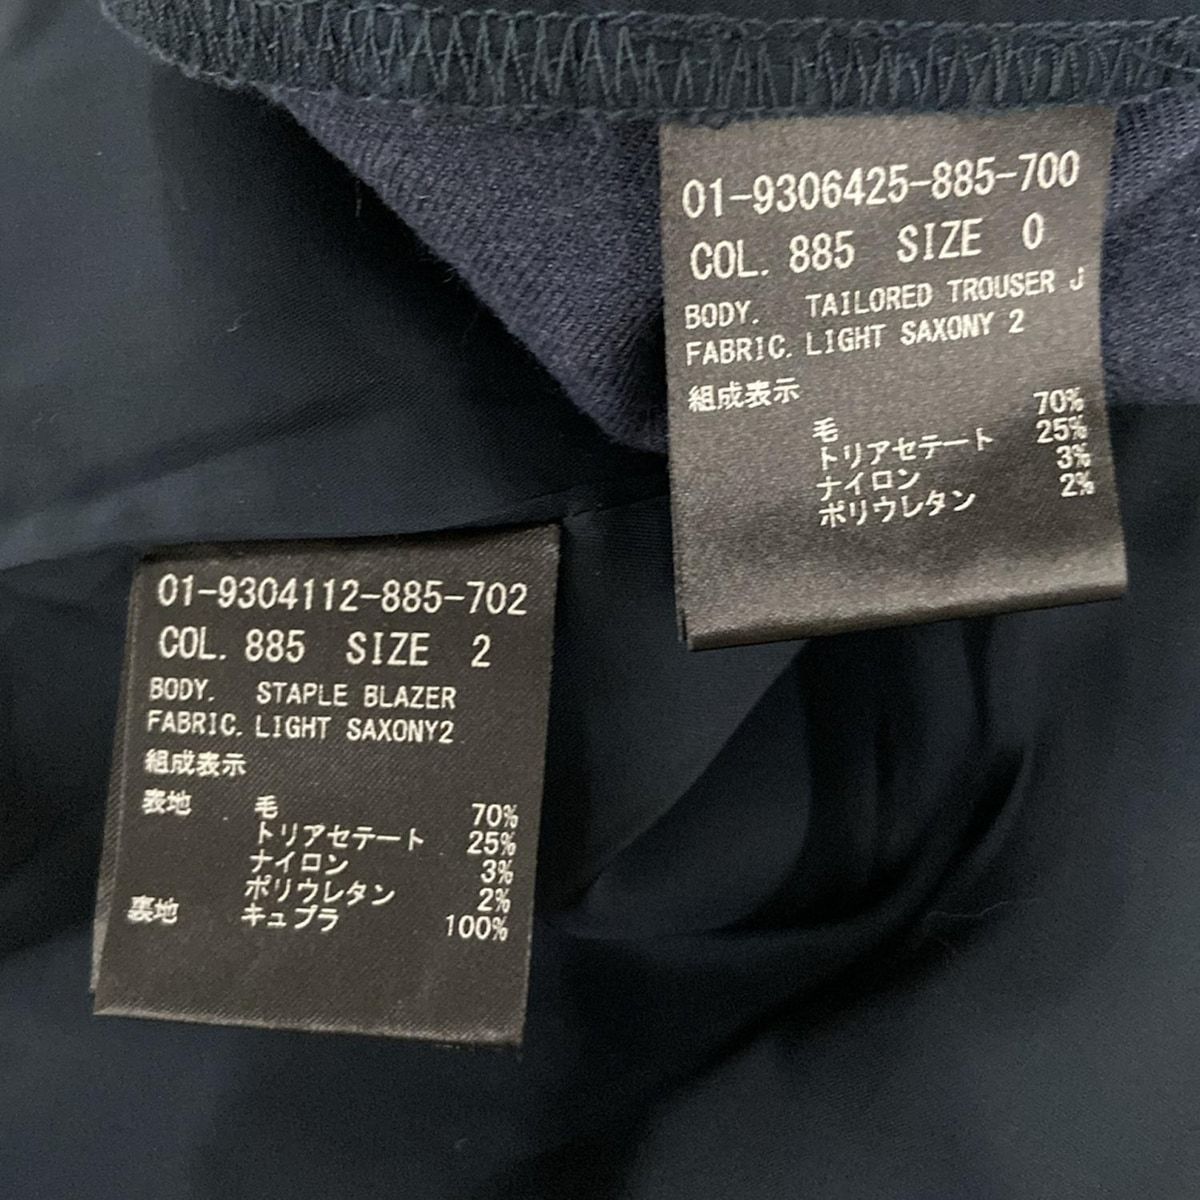 01-9306425-885-700
COL. 885 SIZE 0
BODY. TAILORED TROUSER J
FABRIC. LIGHT SAXONY 2
組成表示
毛 70%
トリアセテート 25%
ナイロン 3%
ポリウレタン 2%
01-9304112-885-702
COL. 885 SIZE 2
BODY. STAPLE BLAZER
FABRIC. LIGHT SAXONY2
組成表示
表地 毛 70%
トリアセテート 25%
ナイロン 3%
ポリウレタン 2%
裏地 キュプラ 100%